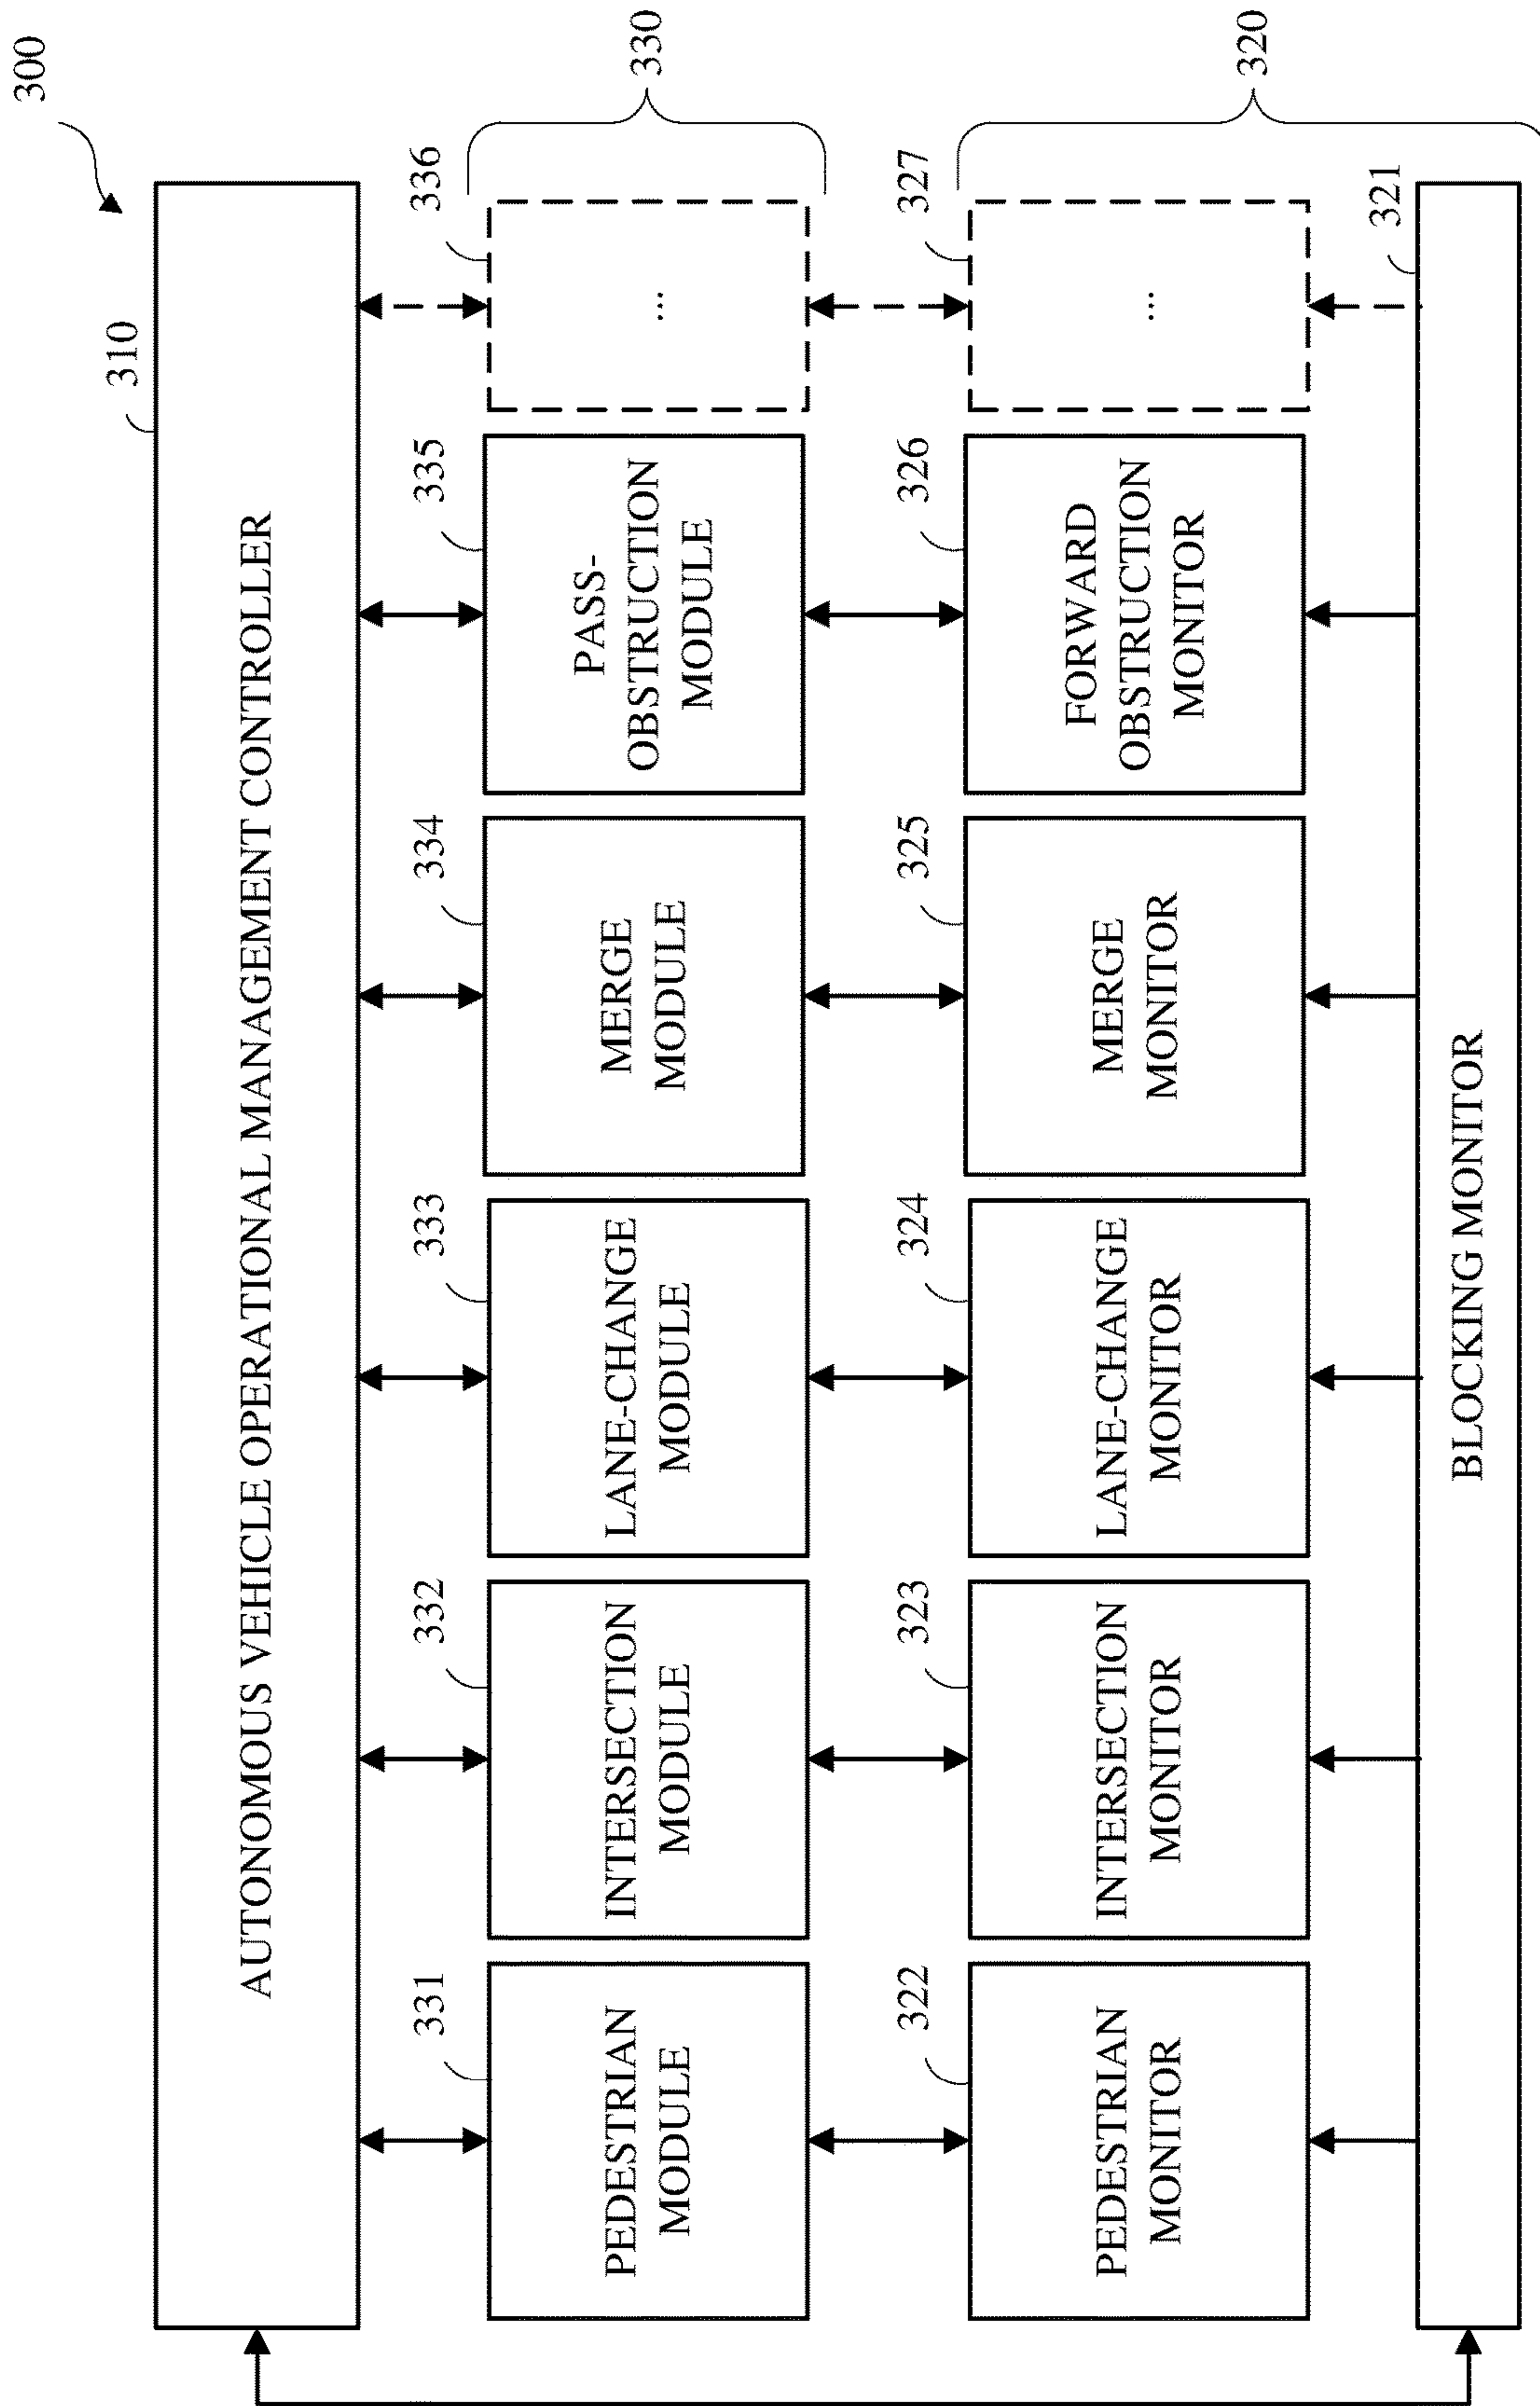 300
310
AUTONOMOUS VEHICLE OPERATIONAL MANAGEMENT CONTROLLER
330
331
PEDESTRIAN
MODULE
332
INTERSECTION
MODULE
333
LANE-CHANGE
MODULE
334
MERGE
MODULE
335
PASS-
OBSTRUCTION
MODULE
336
...
320
322
PEDESTRIAN
MONITOR
323
INTERSECTION
MONITOR
324
LANE-CHANGE
MONITOR
325
MERGE
MONITOR
326
FORWARD
OBSTRUCTION
MONITOR
327
...
321
BLOCKING MONITOR